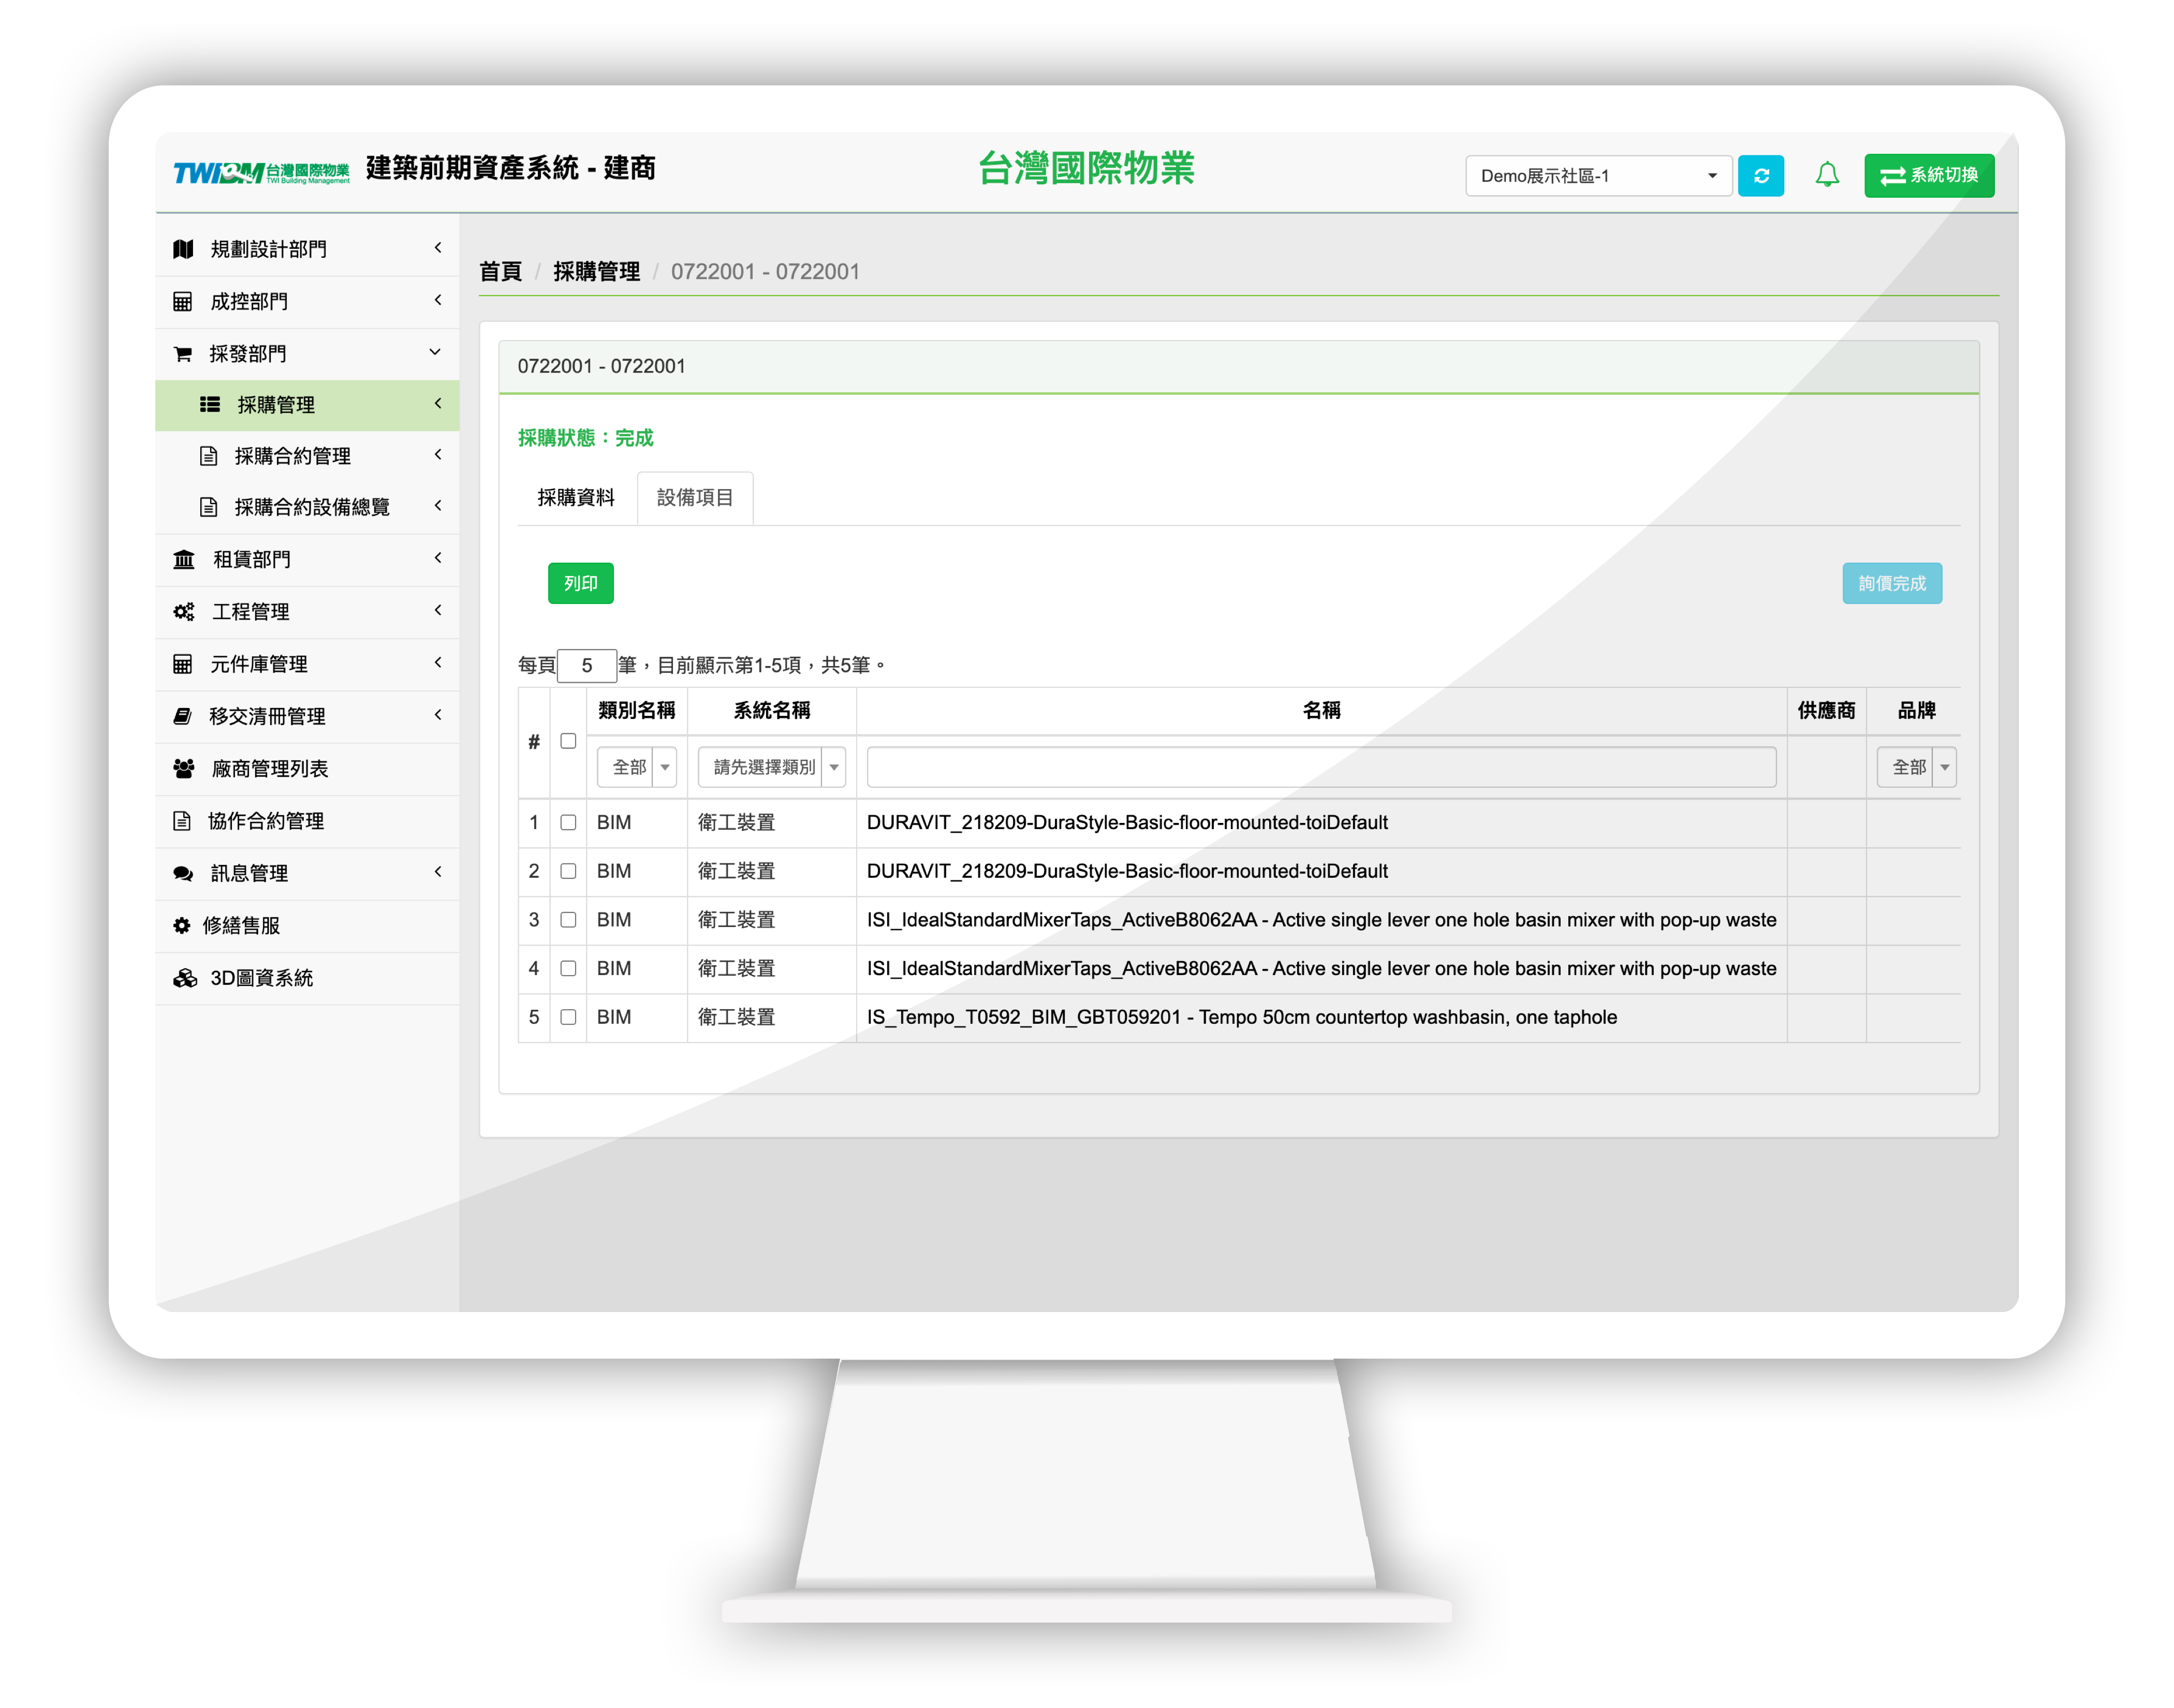 TWIBM 台灣國際物業
TWI Building Management
建築前期資產系統 - 建商
台灣國際物業
Demo展示社區-1
系統切換
規劃設計部門
成控部門
採發部門
採購管理
採購合約管理
採購合約設備總覽
租賃部門
工程管理
元件庫管理
移交清冊管理
廠商管理列表
協作合約管理
訊息管理
修繕售服
3D圖資系統
首頁 / 採購管理 / 0722001 - 0722001
0722001 - 0722001
採購狀態：完成
採購資料 設備項目
列印 詢價完成
每頁 5 筆，目前顯示第1-5項，共5筆。
# 類別名稱 系統名稱 名稱 供應商 品牌
全部 請先選擇類別 全部
1 BIM 衛工裝置 DURAVIT_218209-DuraStyle-Basic-floor-mounted-toiDefault
2 BIM 衛工裝置 DURAVIT_218209-DuraStyle-Basic-floor-mounted-toiDefault
3 BIM 衛工裝置 ISI_IdealStandardMixerTaps_ActiveB8062AA - Active single lever one hole basin mixer with pop-up waste
4 BIM 衛工裝置 ISI_IdealStandardMixerTaps_ActiveB8062AA - Active single lever one hole basin mixer with pop-up waste
5 BIM 衛工裝置 IS_Tempo_T0592_BIM_GBT059201 - Tempo 50cm countertop washbasin, one taphole